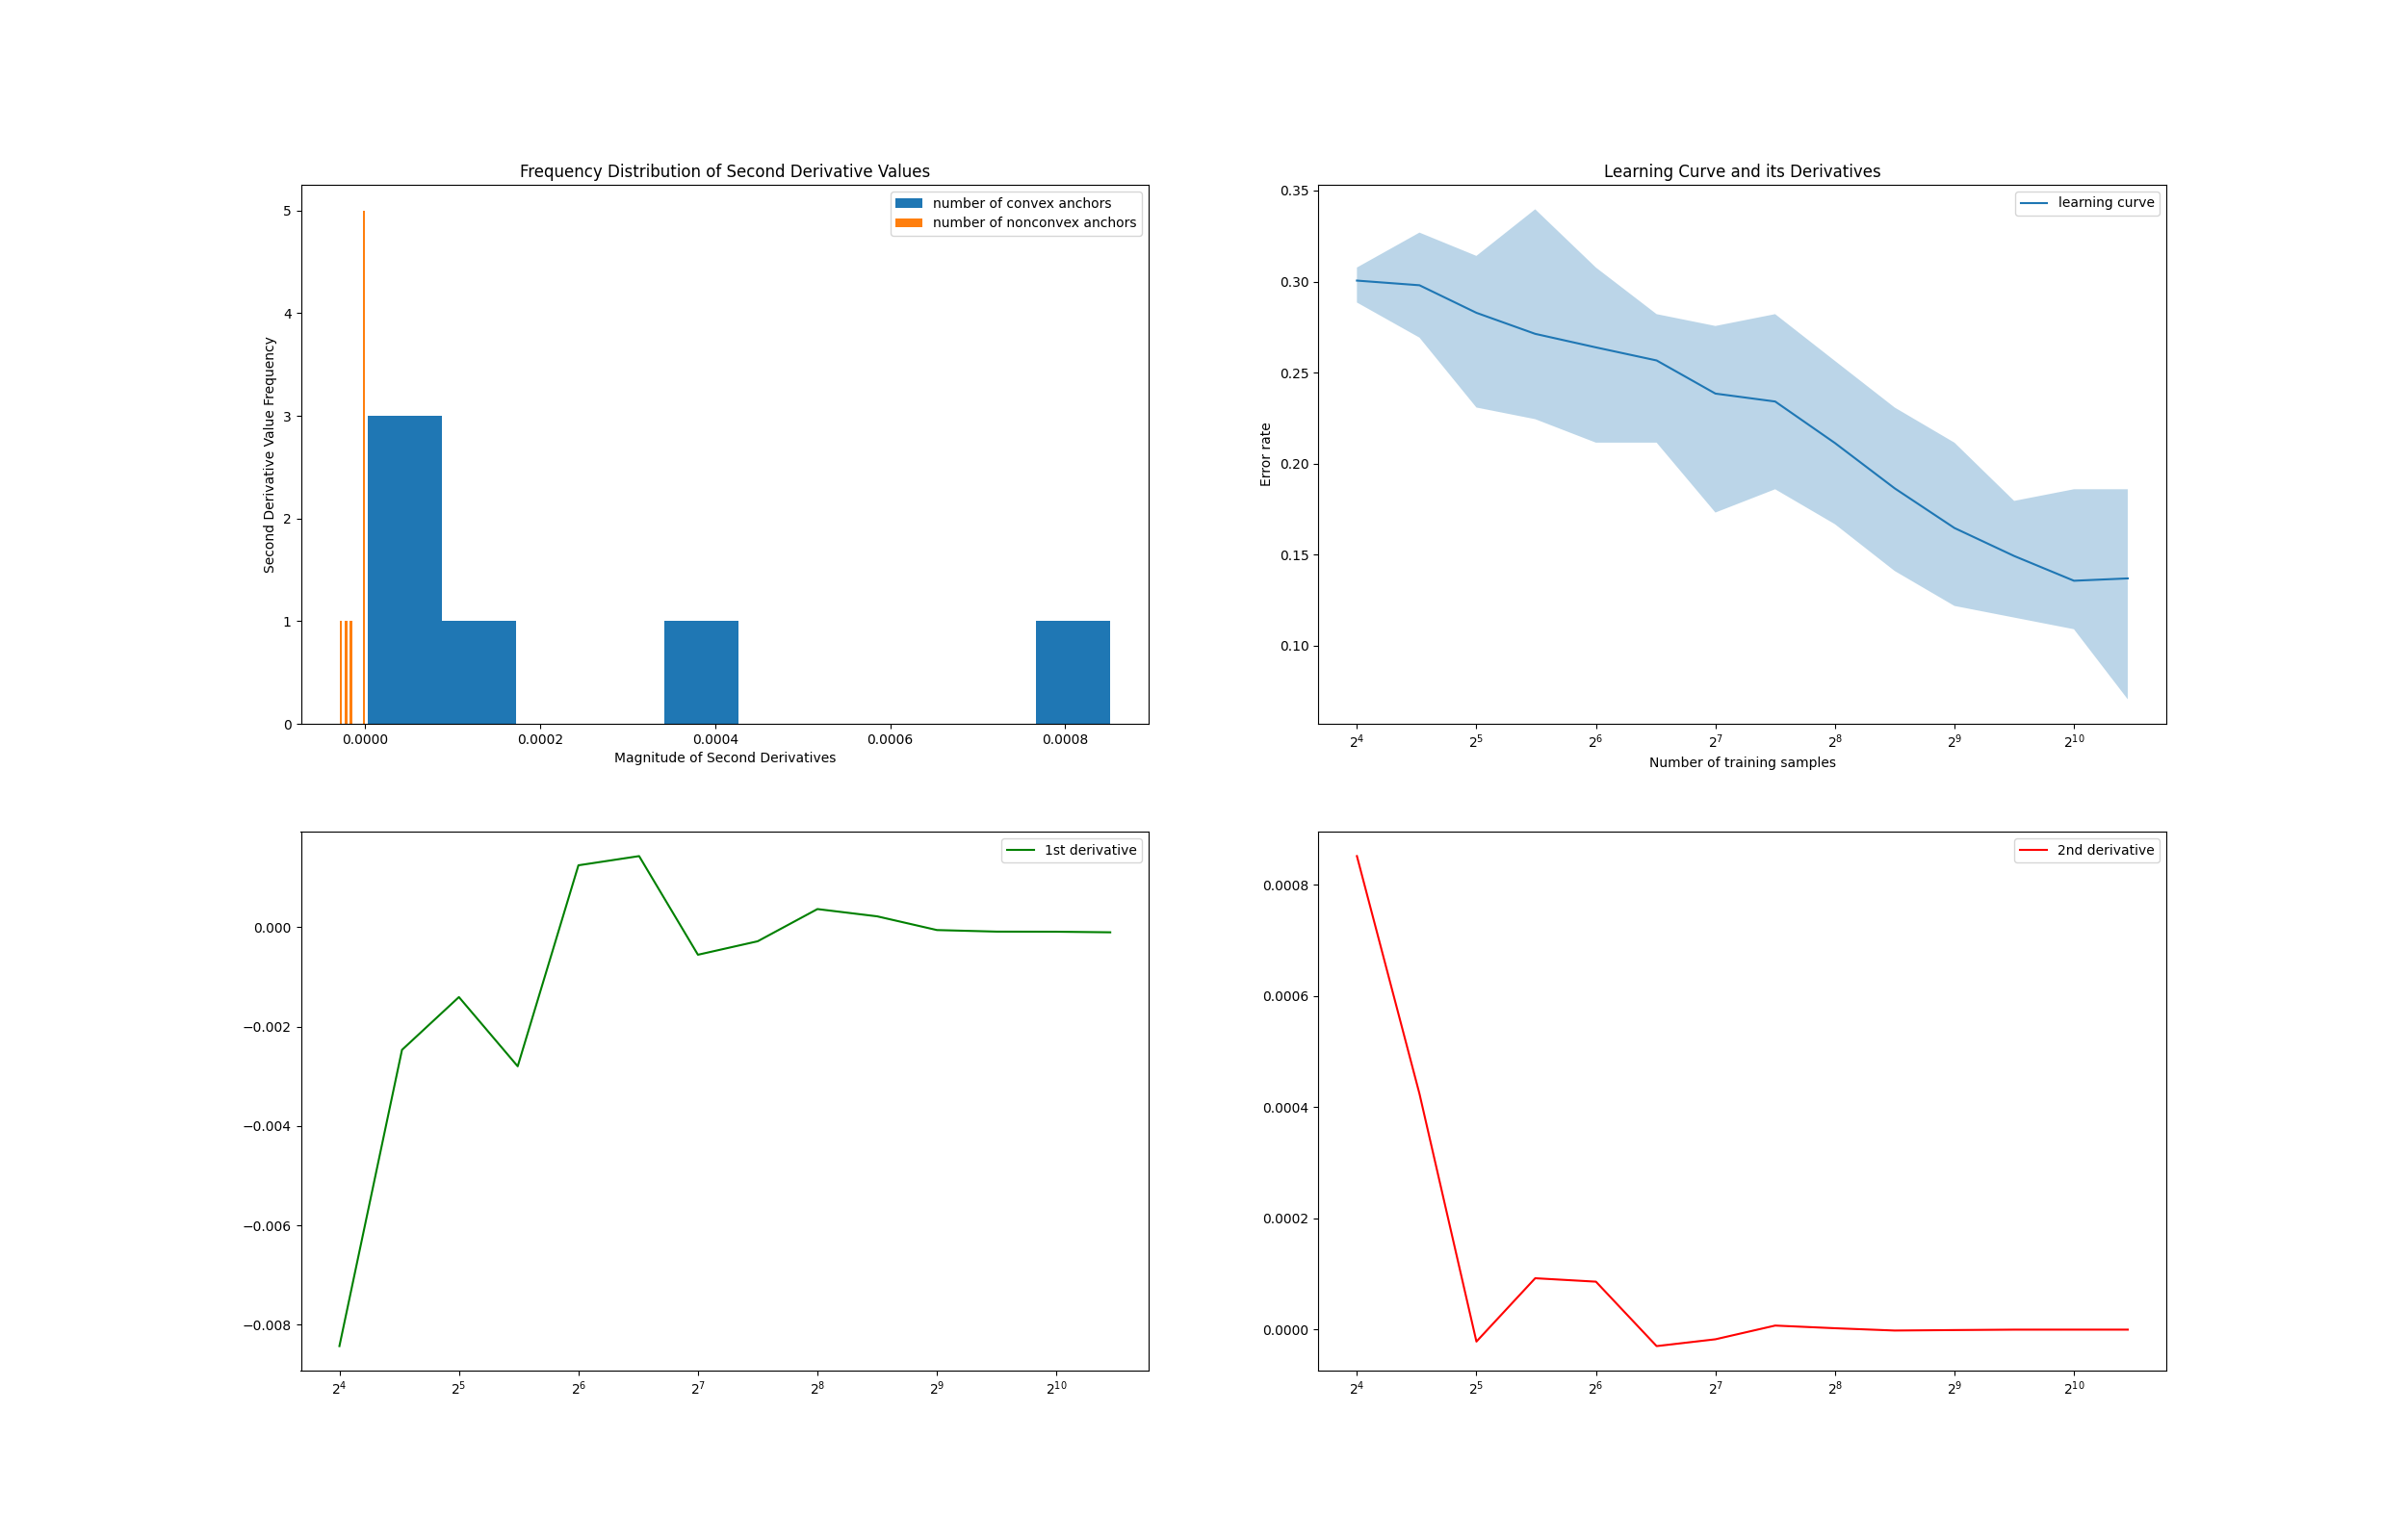 Frequency Distribution of Second Derivative Values
number of convex anchors
number of nonconvex anchors
5
4
3
2
1
0
Second Derivative Value Frequency
0.0000 0.0002 0.0004 0.0006 0.0008
Magnitude of Second Derivatives
Learning Curve and its Derivatives
learning curve
0.35
0.30
0.25
0.20
0.15
0.10
Error rate
2⁴ 2⁵ 2⁶ 2⁷ 2⁸ 2⁹ 2¹⁰
Number of training samples
1st derivative
0.000
−0.002
−0.004
−0.006
−0.008
2⁴ 2⁵ 2⁶ 2⁷ 2⁸ 2⁹ 2¹⁰
2nd derivative
0.0008
0.0006
0.0004
0.0002
0.0000
2⁴ 2⁵ 2⁶ 2⁷ 2⁸ 2⁹ 2¹⁰